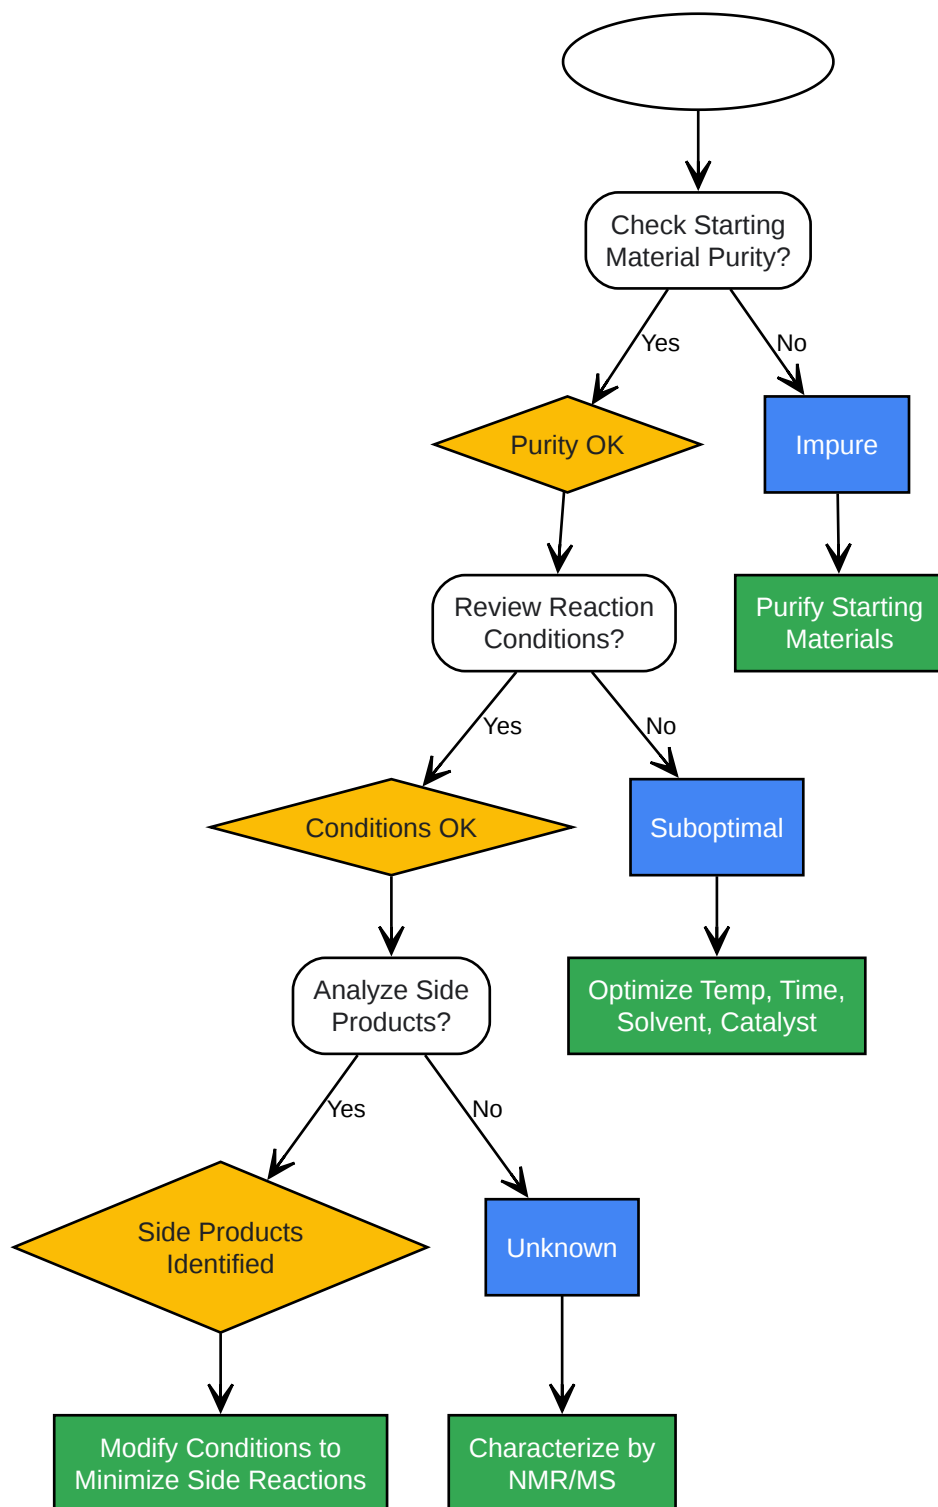 Check Starting
Material Purity?
Yes
No
Purity OK
Impure
Review Reaction
Conditions?
Purify Starting
Materials
Yes
No
Conditions OK
Suboptimal
Analyze Side
Products?
Optimize Temp, Time,
Solvent, Catalyst
Yes
No
Side Products
Identified
Unknown
Modify Conditions to
Minimize Side Reactions
Characterize by
NMR/MS